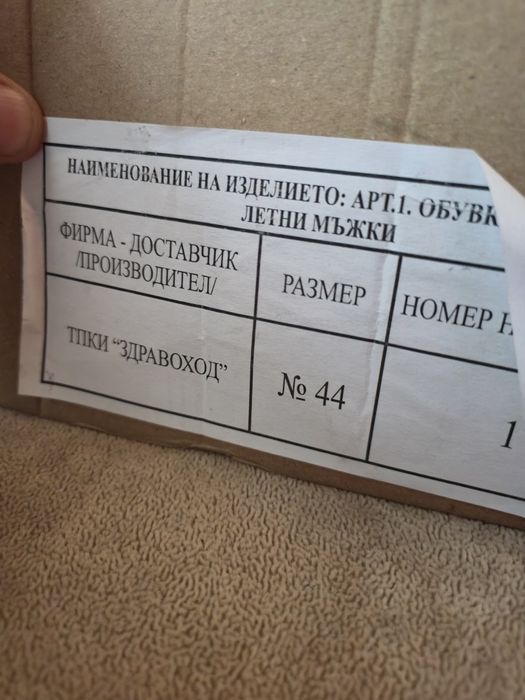 НАИМЕНОВАНИЕ НА ИЗДЕЛИЕТО: АРТ.1. ОБУВК
ЛЕТНИ МЪЖКИ
ФИРМА - ДОСТАВЧИК
/ПРОИЗВОДИТЕЛ/
РАЗМЕР
НОМЕР Н
ТПКИ “ЗДРАВОХОД”
№ 44
1